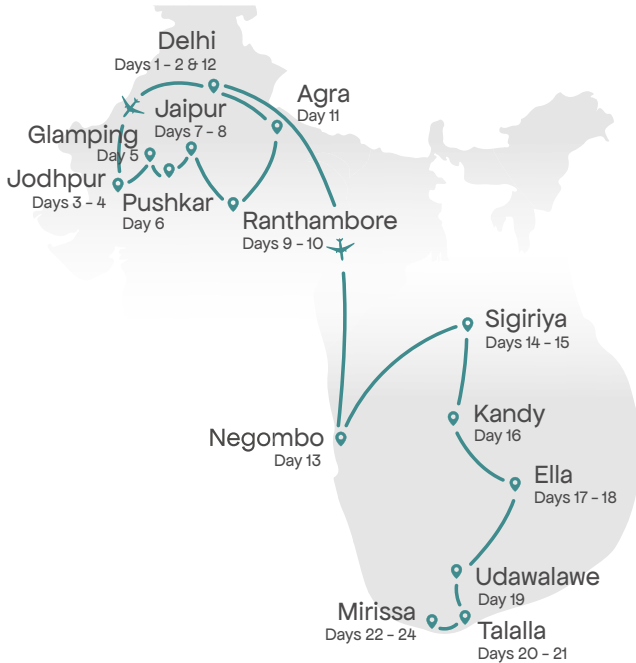 Delhi
Days 1 – 2 & 12
Agra
Day 11
Jaipur
Days 7 – 8
Glamping
Day 5
Jodhpur
Days 3 – 4
Pushkar
Day 6
Ranthambore
Days 9 – 10
Sigiriya
Days 14 – 15
Kandy
Day 16
Negombo
Day 13
Ella
Days 17 – 18
Udawalawe
Day 19
Mirissa
Days 22 – 24
Talalla
Days 20 – 21